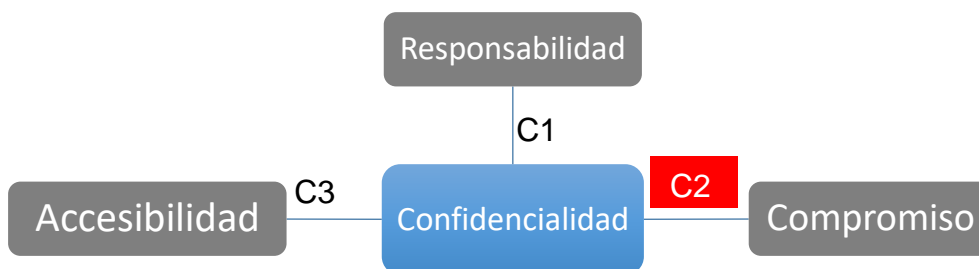 Responsabilidad
C1
Accesibilidad
C3
Confidencialidad
C2
Compromiso